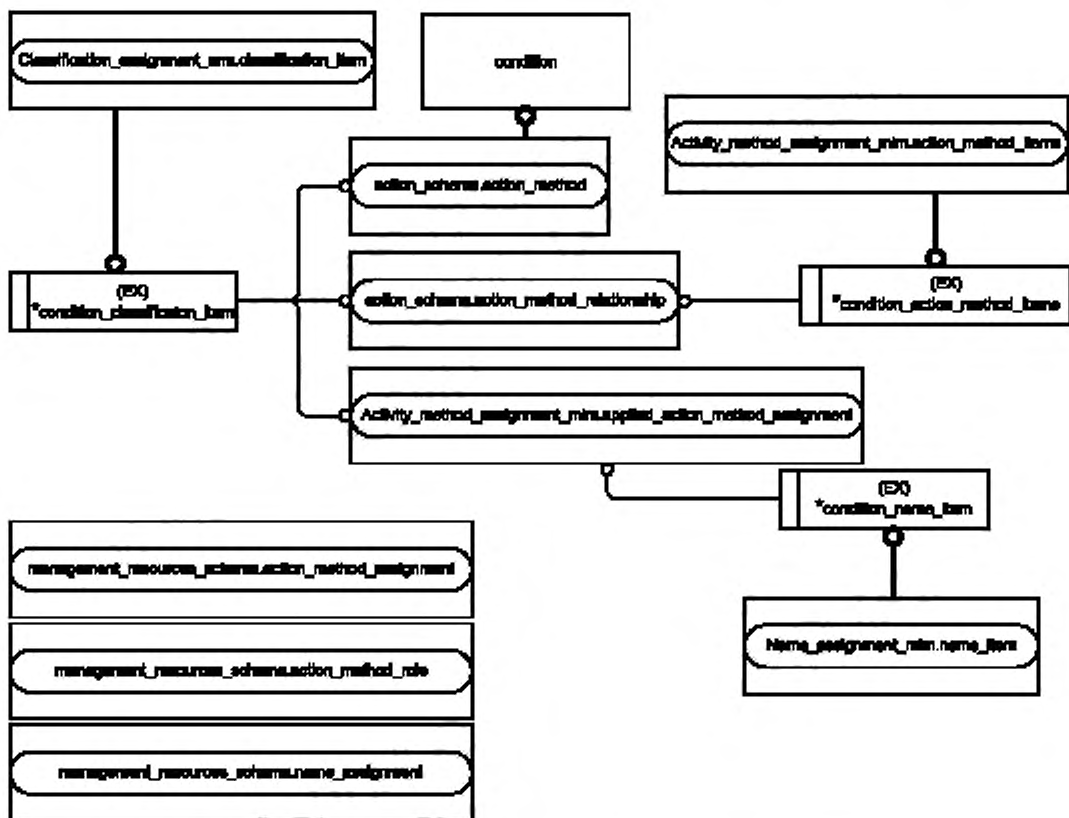 Classification_assignment_mim.classification_item
condition
Activity_method_assignment_mim.action_method_items
action_schema.action_method
(EX)
*condition_classification_item
action_schema.action_method_relationship
(EX)
*condition_action_method_items
Activity_method_assignment_mim.applied_action_method_assignment
(EX)
*condition_name_item
management_resources_schema.action_method_assignment
Name_assignment_mim.name_item
management_resources_schema.action_method_role
management_resources_schema.name_assignment